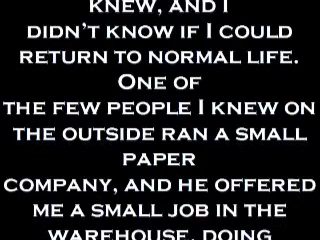 KNEW, AND I
DIDN'T KNOW IF I COULD
RETURN TO NORMAL LIFE.
ONE OF
THE FEW PEOPLE I KNEW ON
THE OUTSIDE RAN A SMALL
PAPER
COMPANY, AND HE OFFERED
ME A SMALL JOB IN THE
WAREHOUSE, DOING